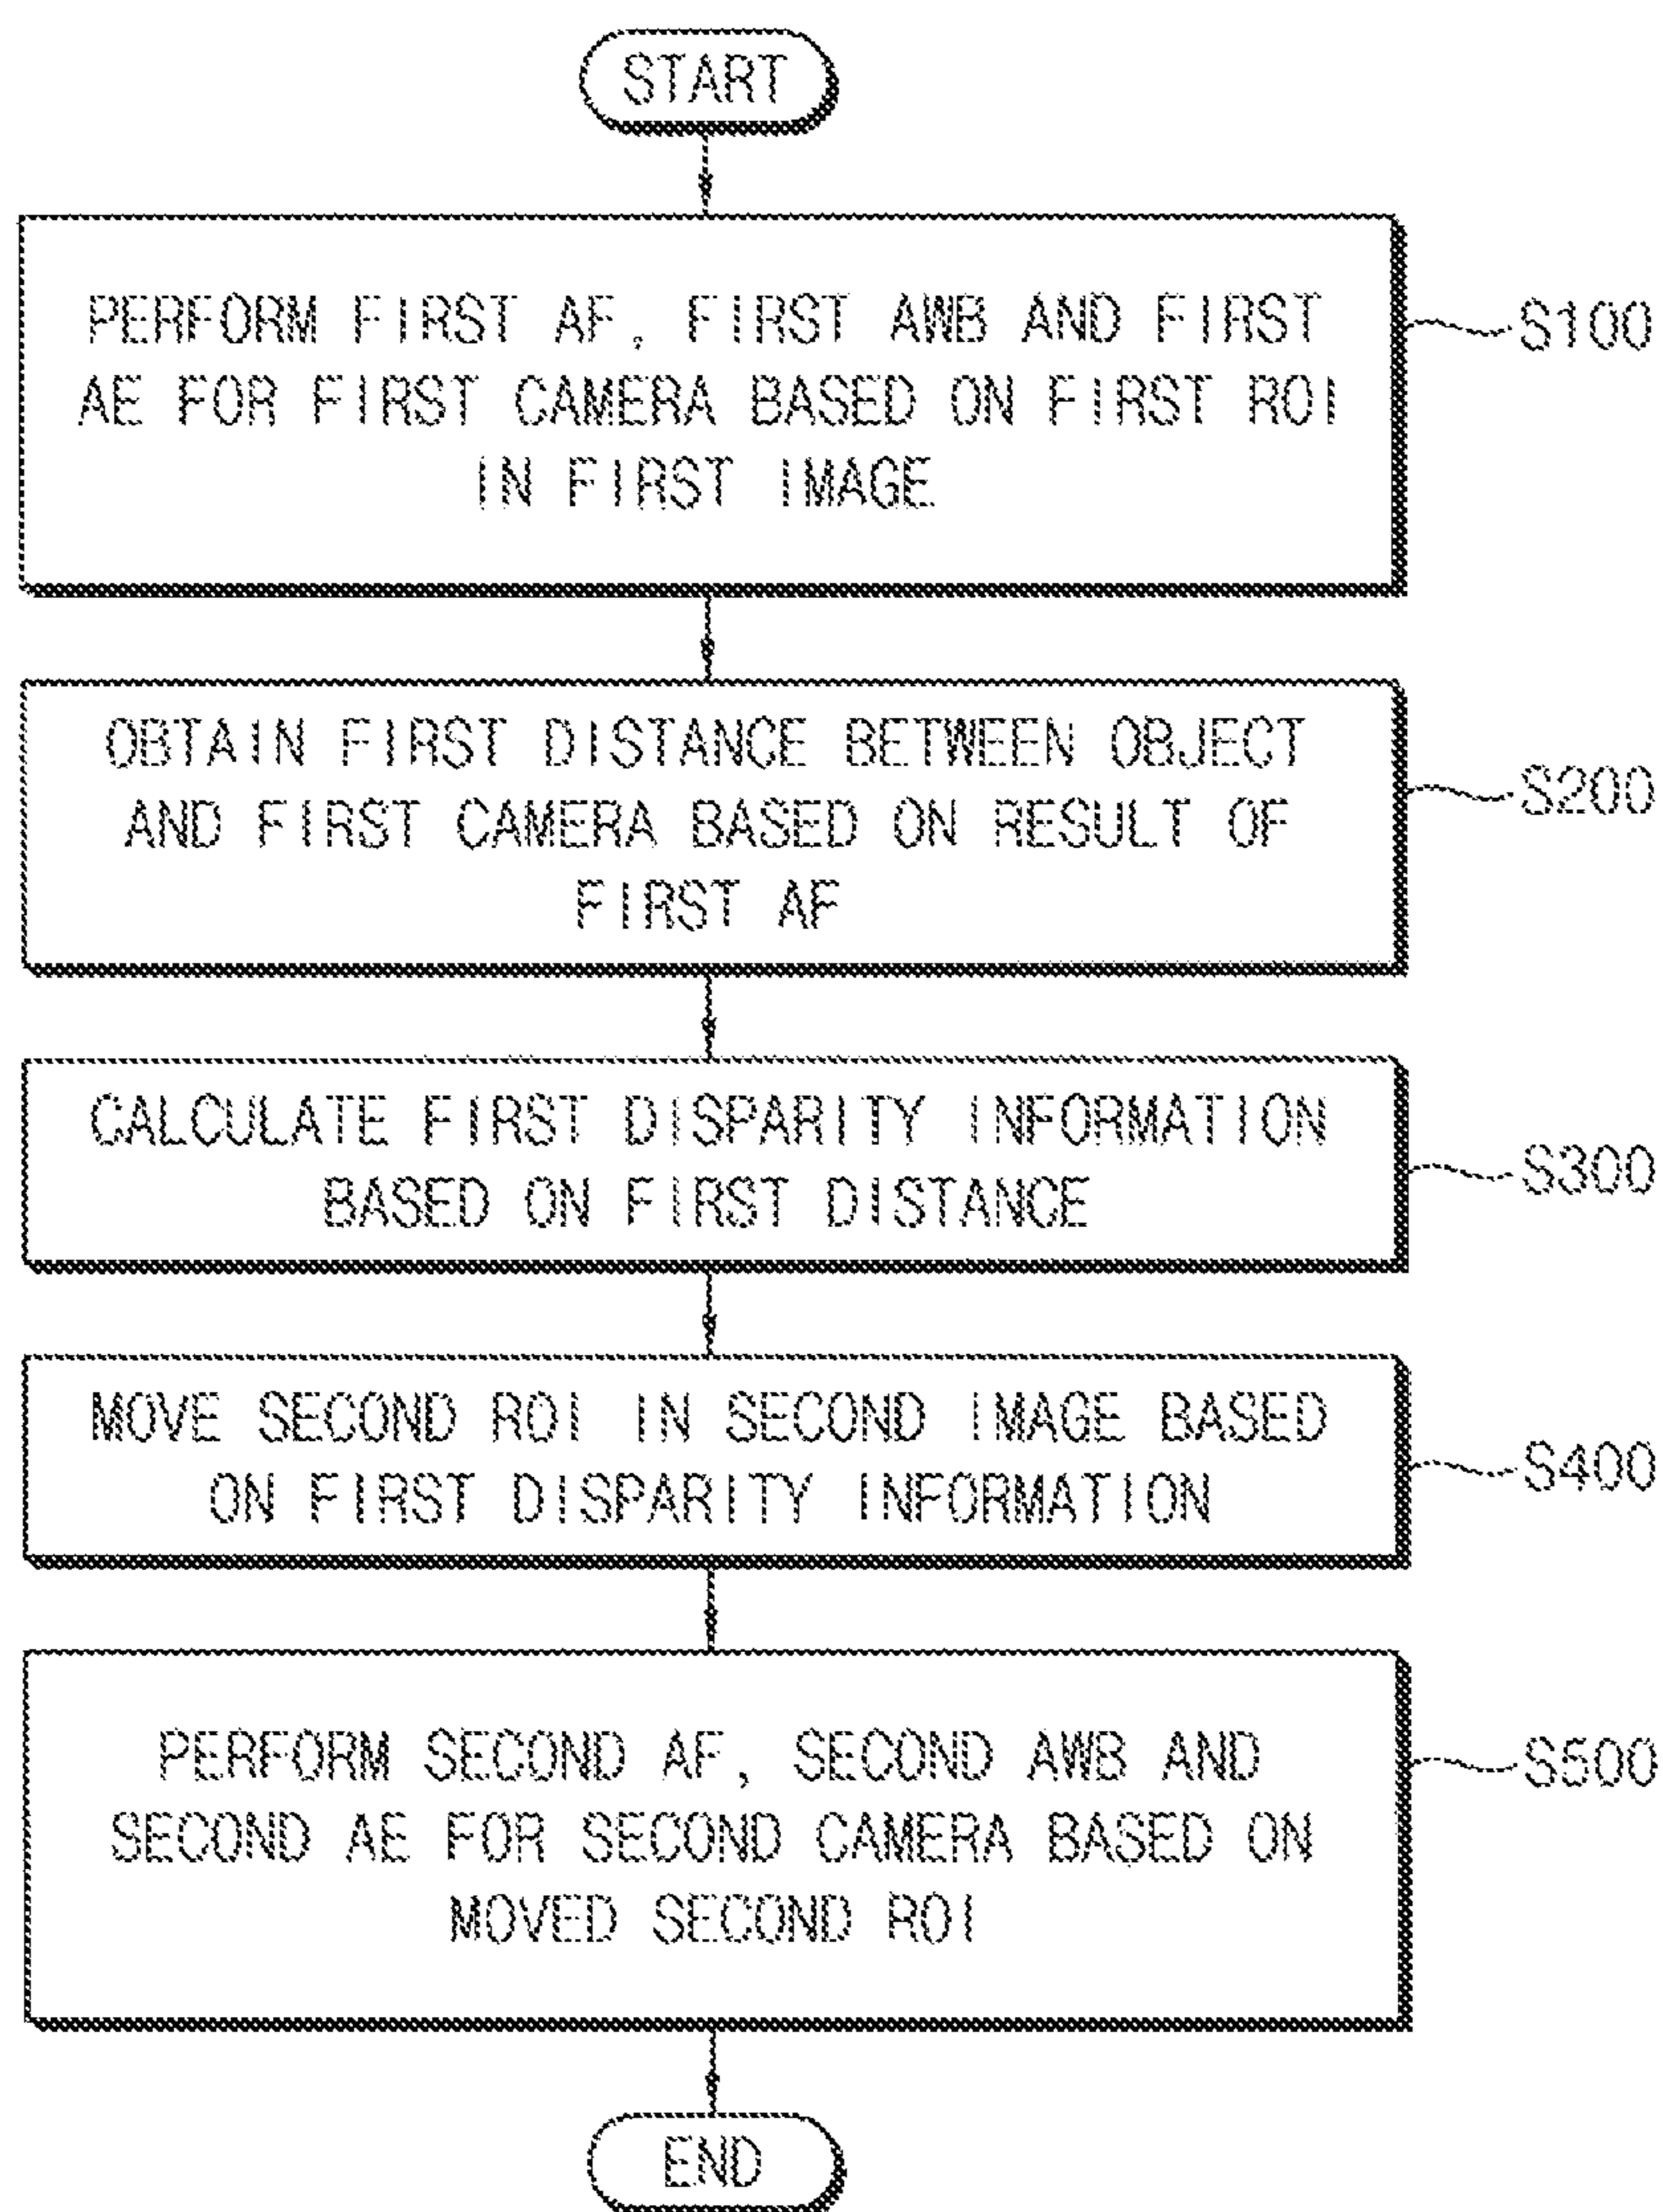 START
PERFORM FIRST AF, FIRST AWB AND FIRST
AE FOR FIRST CAMERA BASED ON FIRST ROI
IN FIRST IMAGE
S100
OBTAIN FIRST DISTANCE BETWEEN OBJECT
AND FIRST CAMERA BASED ON RESULT OF
FIRST AF
S200
CALCULATE FIRST DISPARITY INFORMATION
BASED ON FIRST DISTANCE
S300
MOVE SECOND ROI IN SECOND IMAGE BASED
ON FIRST DISPARITY INFORMATION
S400
PERFORM SECOND AF, SECOND AWB AND
SECOND AE FOR SECOND CAMERA BASED ON
MOVED SECOND ROI
S500
END